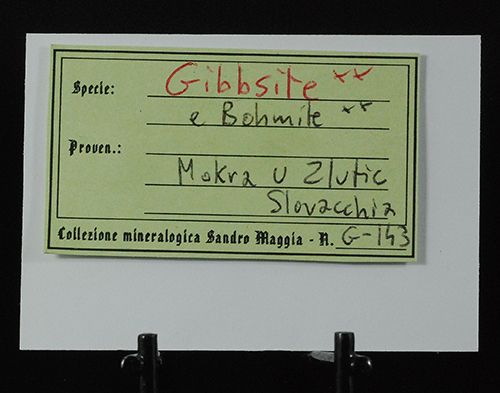 Specie: Gibbsite xx
e Bohmite xx
Proven.:
Mokra u Zlutic
Slovacchia
Collezione mineralogica Sandro Maggia - N. G-143